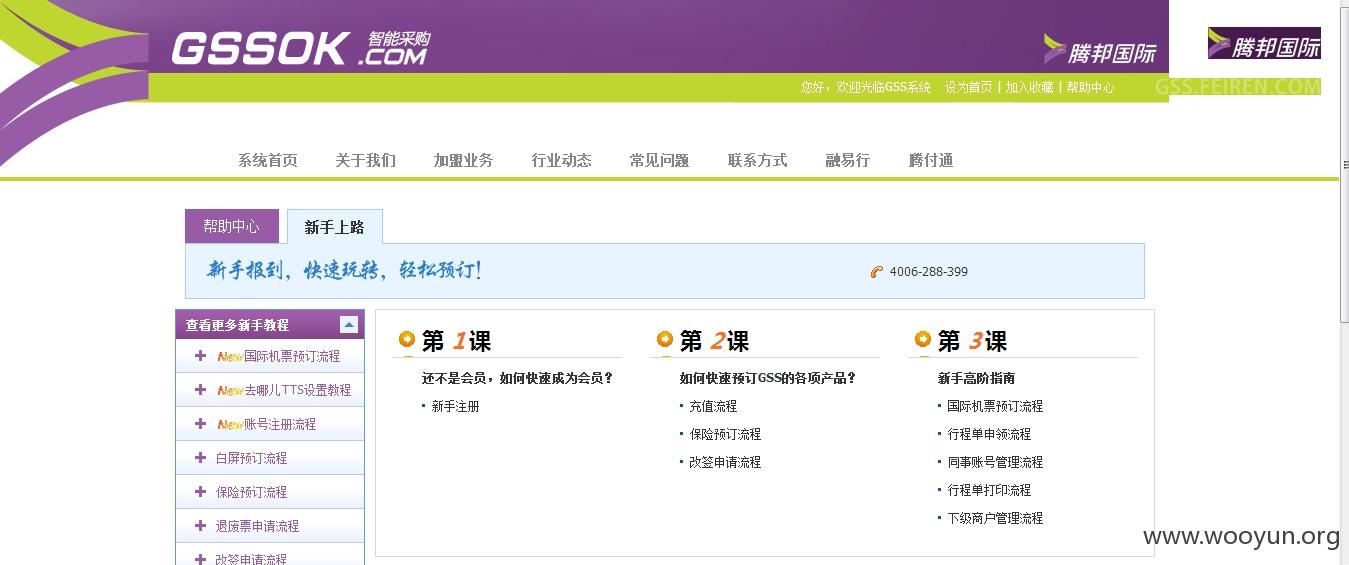 GSSOK 智能采购 .COM
腾邦国际
腾邦国际
您好，欢迎光临GSS系统 设为首页 | 加入收藏 | 帮助中心
GSS.FEIREN.COM
系统首页 关于我们 加盟业务 行业动态 常见问题 联系方式 融易行 腾付通
帮助中心 新手上路
新手报到，快速玩转，轻松预订！
4006-288-399
查看更多新手教程
New国际机票预订流程
New去哪儿TTS设置教程
New账号注册流程
白屏预订流程
保险预订流程
退废票申请流程
改签申请流程
第1课
还不是会员，如何快速成为会员？
新手注册
第2课
如何快速预订GSS的各项产品？
充值流程
保险预订流程
改签申请流程
第3课
新手高阶指南
国际机票预订流程
行程单申领流程
同事账号管理流程
行程单打印流程
下级商户管理流程
www.wooyun.org